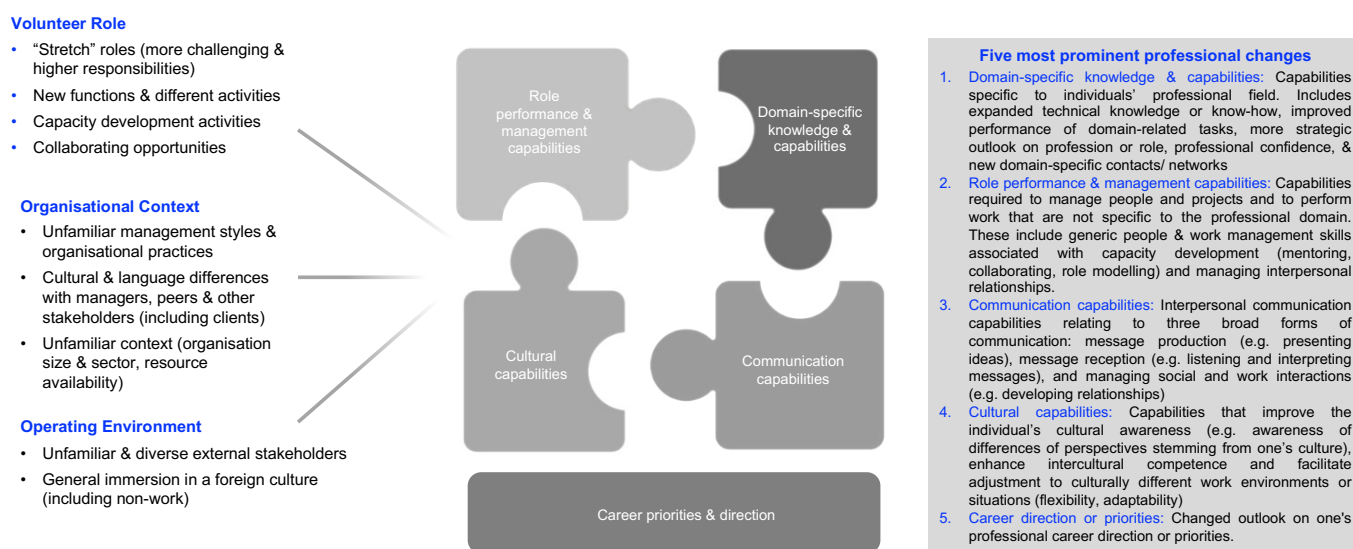 Volunteer Role
• “Stretch” roles (more challenging &
higher responsibilities)
• New functions & different activities
• Capacity development activities
• Collaborating opportunities
Organisational Context
• Unfamiliar management styles &
organisational practices
• Cultural & language differences
with managers, peers & other
stakeholders (including clients)
• Unfamiliar context (organisation
size & sector, resource
availability)
Operating Environment
• Unfamiliar & diverse external stakeholders
• General immersion in a foreign culture
(including non-work)
Role
performance &
management
capabilities
Domain-specific
knowledge &
capabilities
Cultural
capabilities
Communication
capabilities
Career priorities & direction
Five most prominent professional changes
1. Domain-specific knowledge & capabilities: Capabilities
specific to individuals’ professional field. Includes
expanded technical knowledge or know-how, improved
performance of domain-related tasks, more strategic
outlook on profession or role, professional confidence, &
new domain-specific contacts/ networks
2. Role performance & management capabilities: Capabilities
required to manage people and projects and to perform
work that are not specific to the professional domain.
These include generic people & work management skills
associated with capacity development (mentoring,
collaborating, role modelling) and managing interpersonal
relationships.
3. Communication capabilities: Interpersonal communication
capabilities relating to three broad forms of
communication: message production (e.g. presenting
ideas), message reception (e.g. listening and interpreting
messages), and managing social and work interactions
(e.g. developing relationships)
4. Cultural capabilities: Capabilities that improve the
individual’s cultural awareness (e.g. awareness of
differences of perspectives stemming from one’s culture),
enhance intercultural competence and facilitate
adjustment to culturally different work environments or
situations (flexibility, adaptability)
5. Career direction or priorities: Changed outlook on one's
professional career direction or priorities.